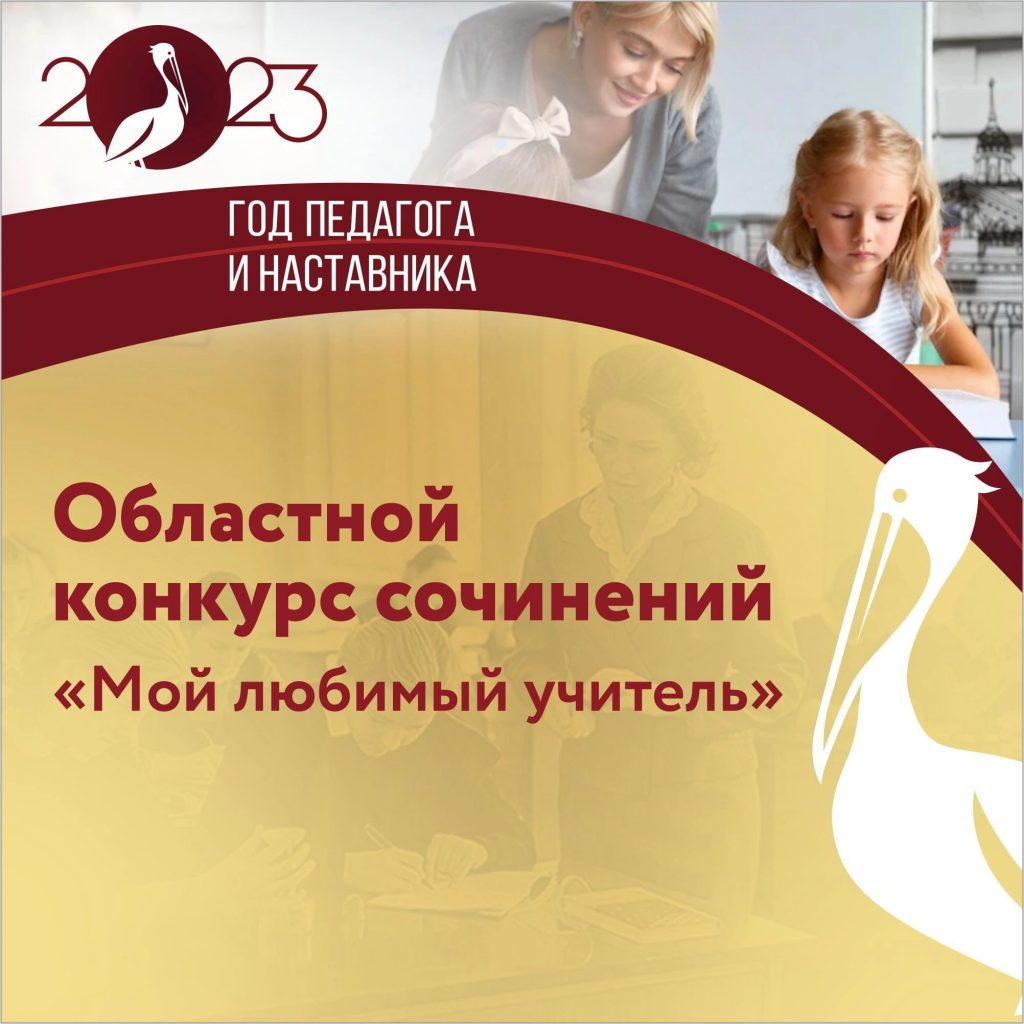 2023
ГОД ПЕДАГОГА
И НАСТАВНИКА
Областной
конкурс сочинений
«Мой любимый учитель»